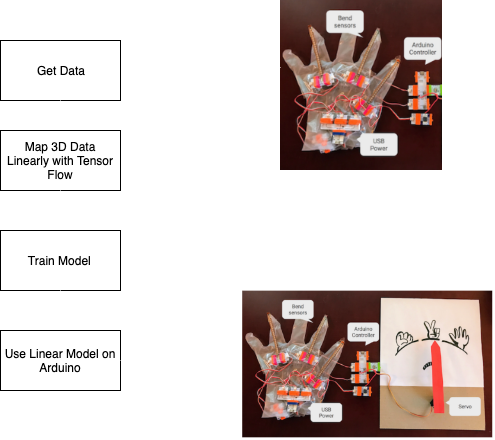 Get Data
Map 3D Data
Linearly with Tensor
Flow
Train Model
Use Linear Model on
Arduino
Bend
sensors
Arduino
Controller
USB
Power
Bend
sensors
Arduino
Controller
USB
Power
Servo